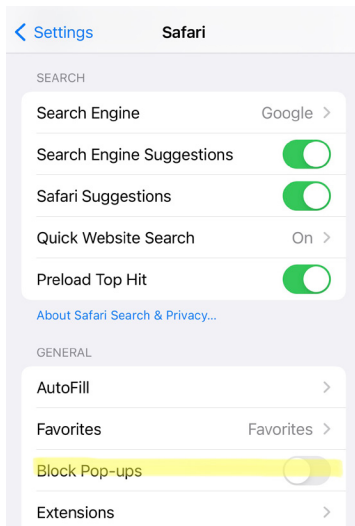 Settings Safari
SEARCH
Search Engine Google
Search Engine Suggestions
Safari Suggestions
Quick Website Search On
Preload Top Hit
About Safari Search & Privacy...
GENERAL
AutoFill
Favorites Favorites
Block Pop-ups
Extensions